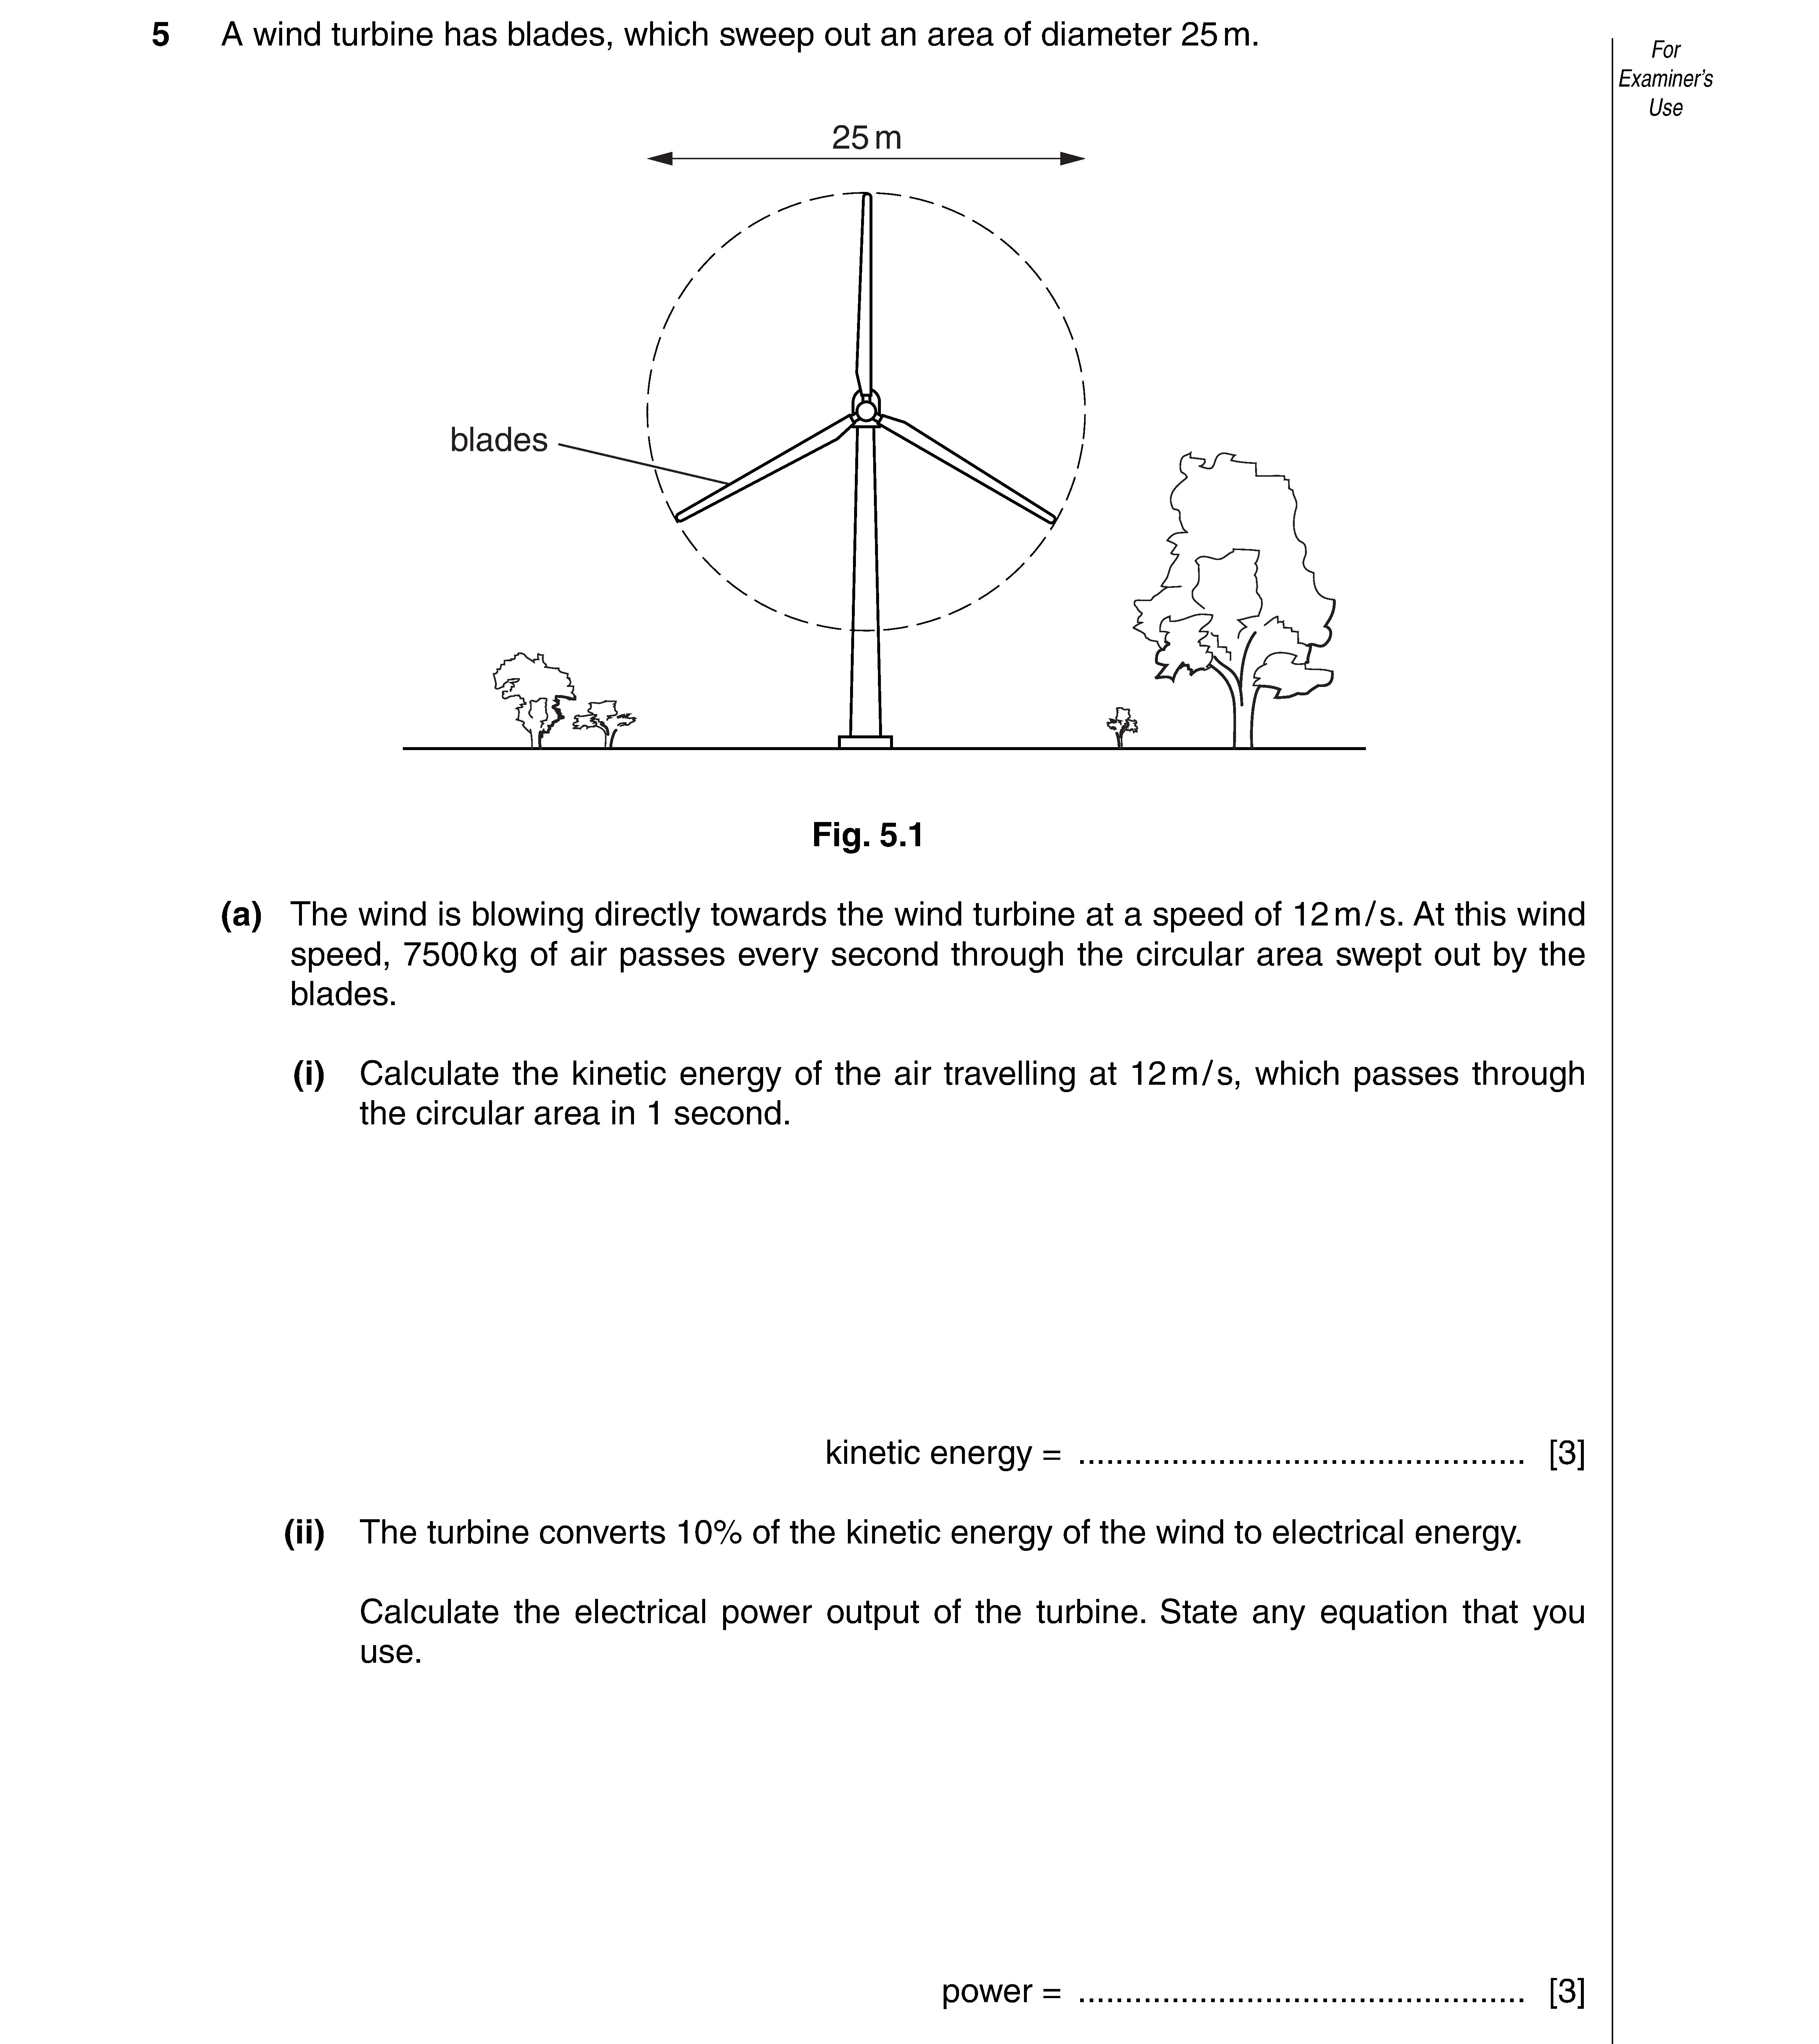 5 A wind turbine has blades, which sweep out an area of diameter 25 m.
For
Examiner's
Use
25 m
blades
Fig. 5.1
(a) The wind is blowing directly towards the wind turbine at a speed of 12 m/s. At this wind
speed, 7500 kg of air passes every second through the circular area swept out by the
blades.
(i) Calculate the kinetic energy of the air travelling at 12 m/s, which passes through
the circular area in 1 second.
kinetic energy = ................................................ [3]
(ii) The turbine converts 10% of the kinetic energy of the wind to electrical energy.
Calculate the electrical power output of the turbine. State any equation that you
use.
power = ................................................ [3]